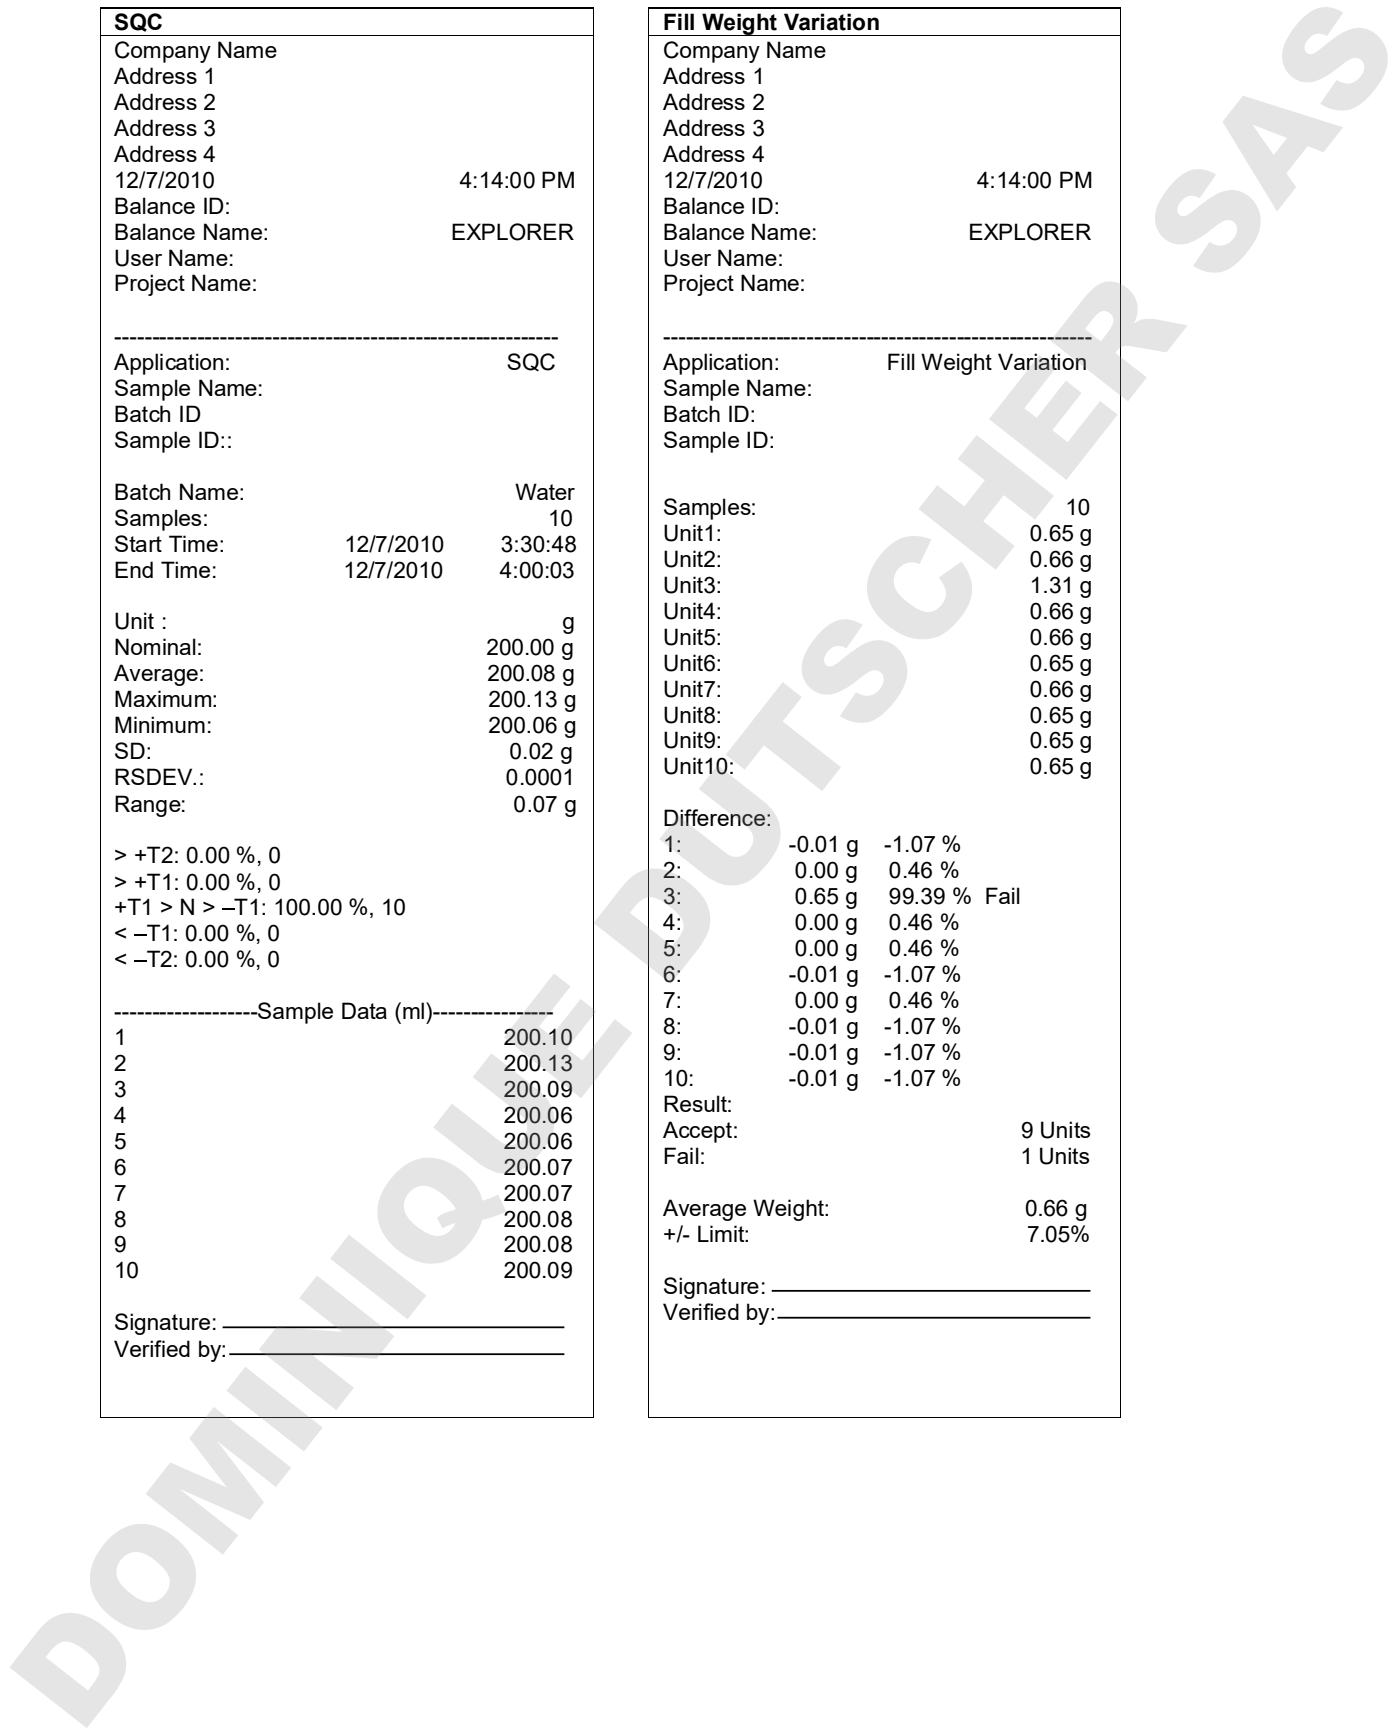 SQC
Company Name
Address 1
Address 2
Address 3
Address 4
12/7/2010 4:14:00 PM
Balance ID:
Balance Name: EXPLORER
User Name:
Project Name:
----------------------------------------------------------
Application: SQC
Sample Name:
Batch ID
Sample ID::
Batch Name: Water
Samples: 10
Start Time: 12/7/2010 3:30:48
End Time: 12/7/2010 4:00:03
Unit : g
Nominal: 200.00 g
Average: 200.08 g
Maximum: 200.13 g
Minimum: 200.06 g
SD: 0.02 g
RSDEV.: 0.0001
Range: 0.07 g
> +T2: 0.00 %, 0
> +T1: 0.00 %, 0
+T1 > N > –T1: 100.00 %, 10
< –T1: 0.00 %, 0
< –T2: 0.00 %, 0
-------------------Sample Data (ml)----------------
1 200.10
2 200.13
3 200.09
4 200.06
5 200.06
6 200.07
7 200.07
8 200.08
9 200.08
10 200.09
Signature:
Verified by:
Fill Weight Variation
Company Name
Address 1
Address 2
Address 3
Address 4
12/7/2010 4:14:00 PM
Balance ID:
Balance Name: EXPLORER
User Name:
Project Name:
---------------------------------------------------------
Application: Fill Weight Variation
Sample Name:
Batch ID:
Sample ID:
Samples: 10
Unit1: 0.65 g
Unit2: 0.66 g
Unit3: 1.31 g
Unit4: 0.66 g
Unit5: 0.66 g
Unit6: 0.65 g
Unit7: 0.66 g
Unit8: 0.65 g
Unit9: 0.65 g
Unit10: 0.65 g
Difference:
1: -0.01 g -1.07 %
2: 0.00 g 0.46 %
3: 0.65 g 99.39 % Fail
4: 0.00 g 0.46 %
5: 0.00 g 0.46 %
6: -0.01 g -1.07 %
7: 0.00 g 0.46 %
8: -0.01 g -1.07 %
9: -0.01 g -1.07 %
10: -0.01 g -1.07 %
Result:
Accept: 9 Units
Fail: 1 Units
Average Weight: 0.66 g
+/- Limit: 7.05%
Signature:
Verified by:
DOMINIQUE DUTSCHER SAS